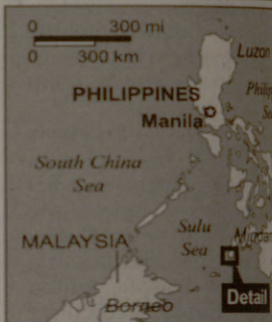 0 300 mi
0 300 km
Luzon
PHILIPPINES
Manila
South China
Sea
Sulu
Sea
MALAYSIA
Borneo
Detail